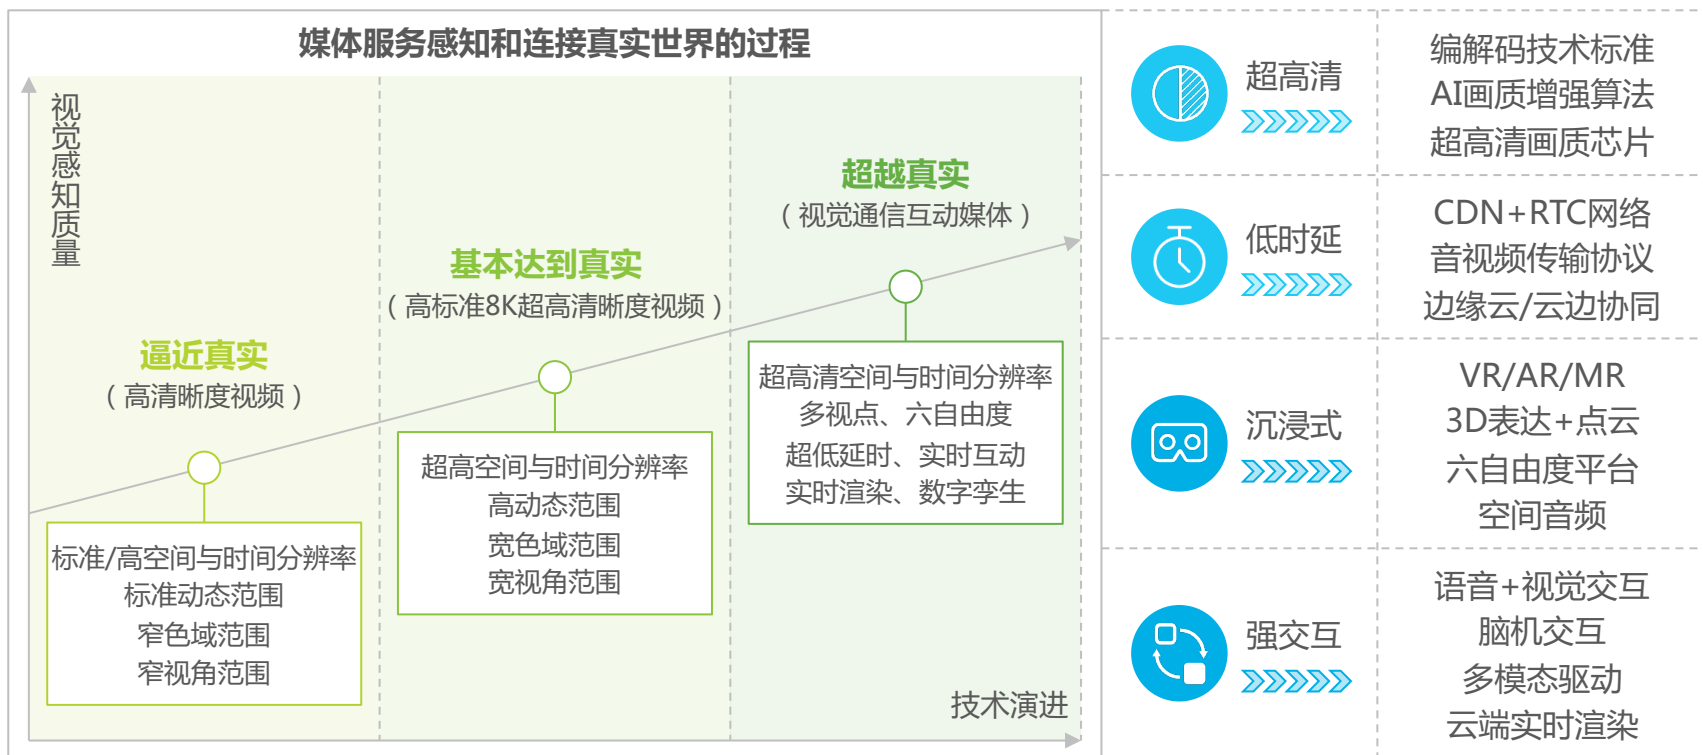 媒体服务感知和连接真实世界的过程
视觉感知质量
逼近真实
（高清晰度视频）
标准/高空间与时间分辨率
标准动态范围
窄色域范围
窄视角范围
基本达到真实
（高标准8K超高清晰度视频）
超高空间与时间分辨率
高动态范围
宽色域范围
宽视角范围
超越真实
（视觉通信互动媒体）
超高清空间与时间分辨率
多视点、六自由度
超低延时、实时互动
实时渲染、数字孪生
技术演进
超高清
编解码技术标准
AI画质增强算法
超高清画质芯片
低时延
CDN+RTC网络
音视频传输协议
边缘云/云边协同
沉浸式
VR/AR/MR
3D表达+点云
六自由度平台
空间音频
强交互
语音+视觉交互
脑机交互
多模态驱动
云端实时渲染